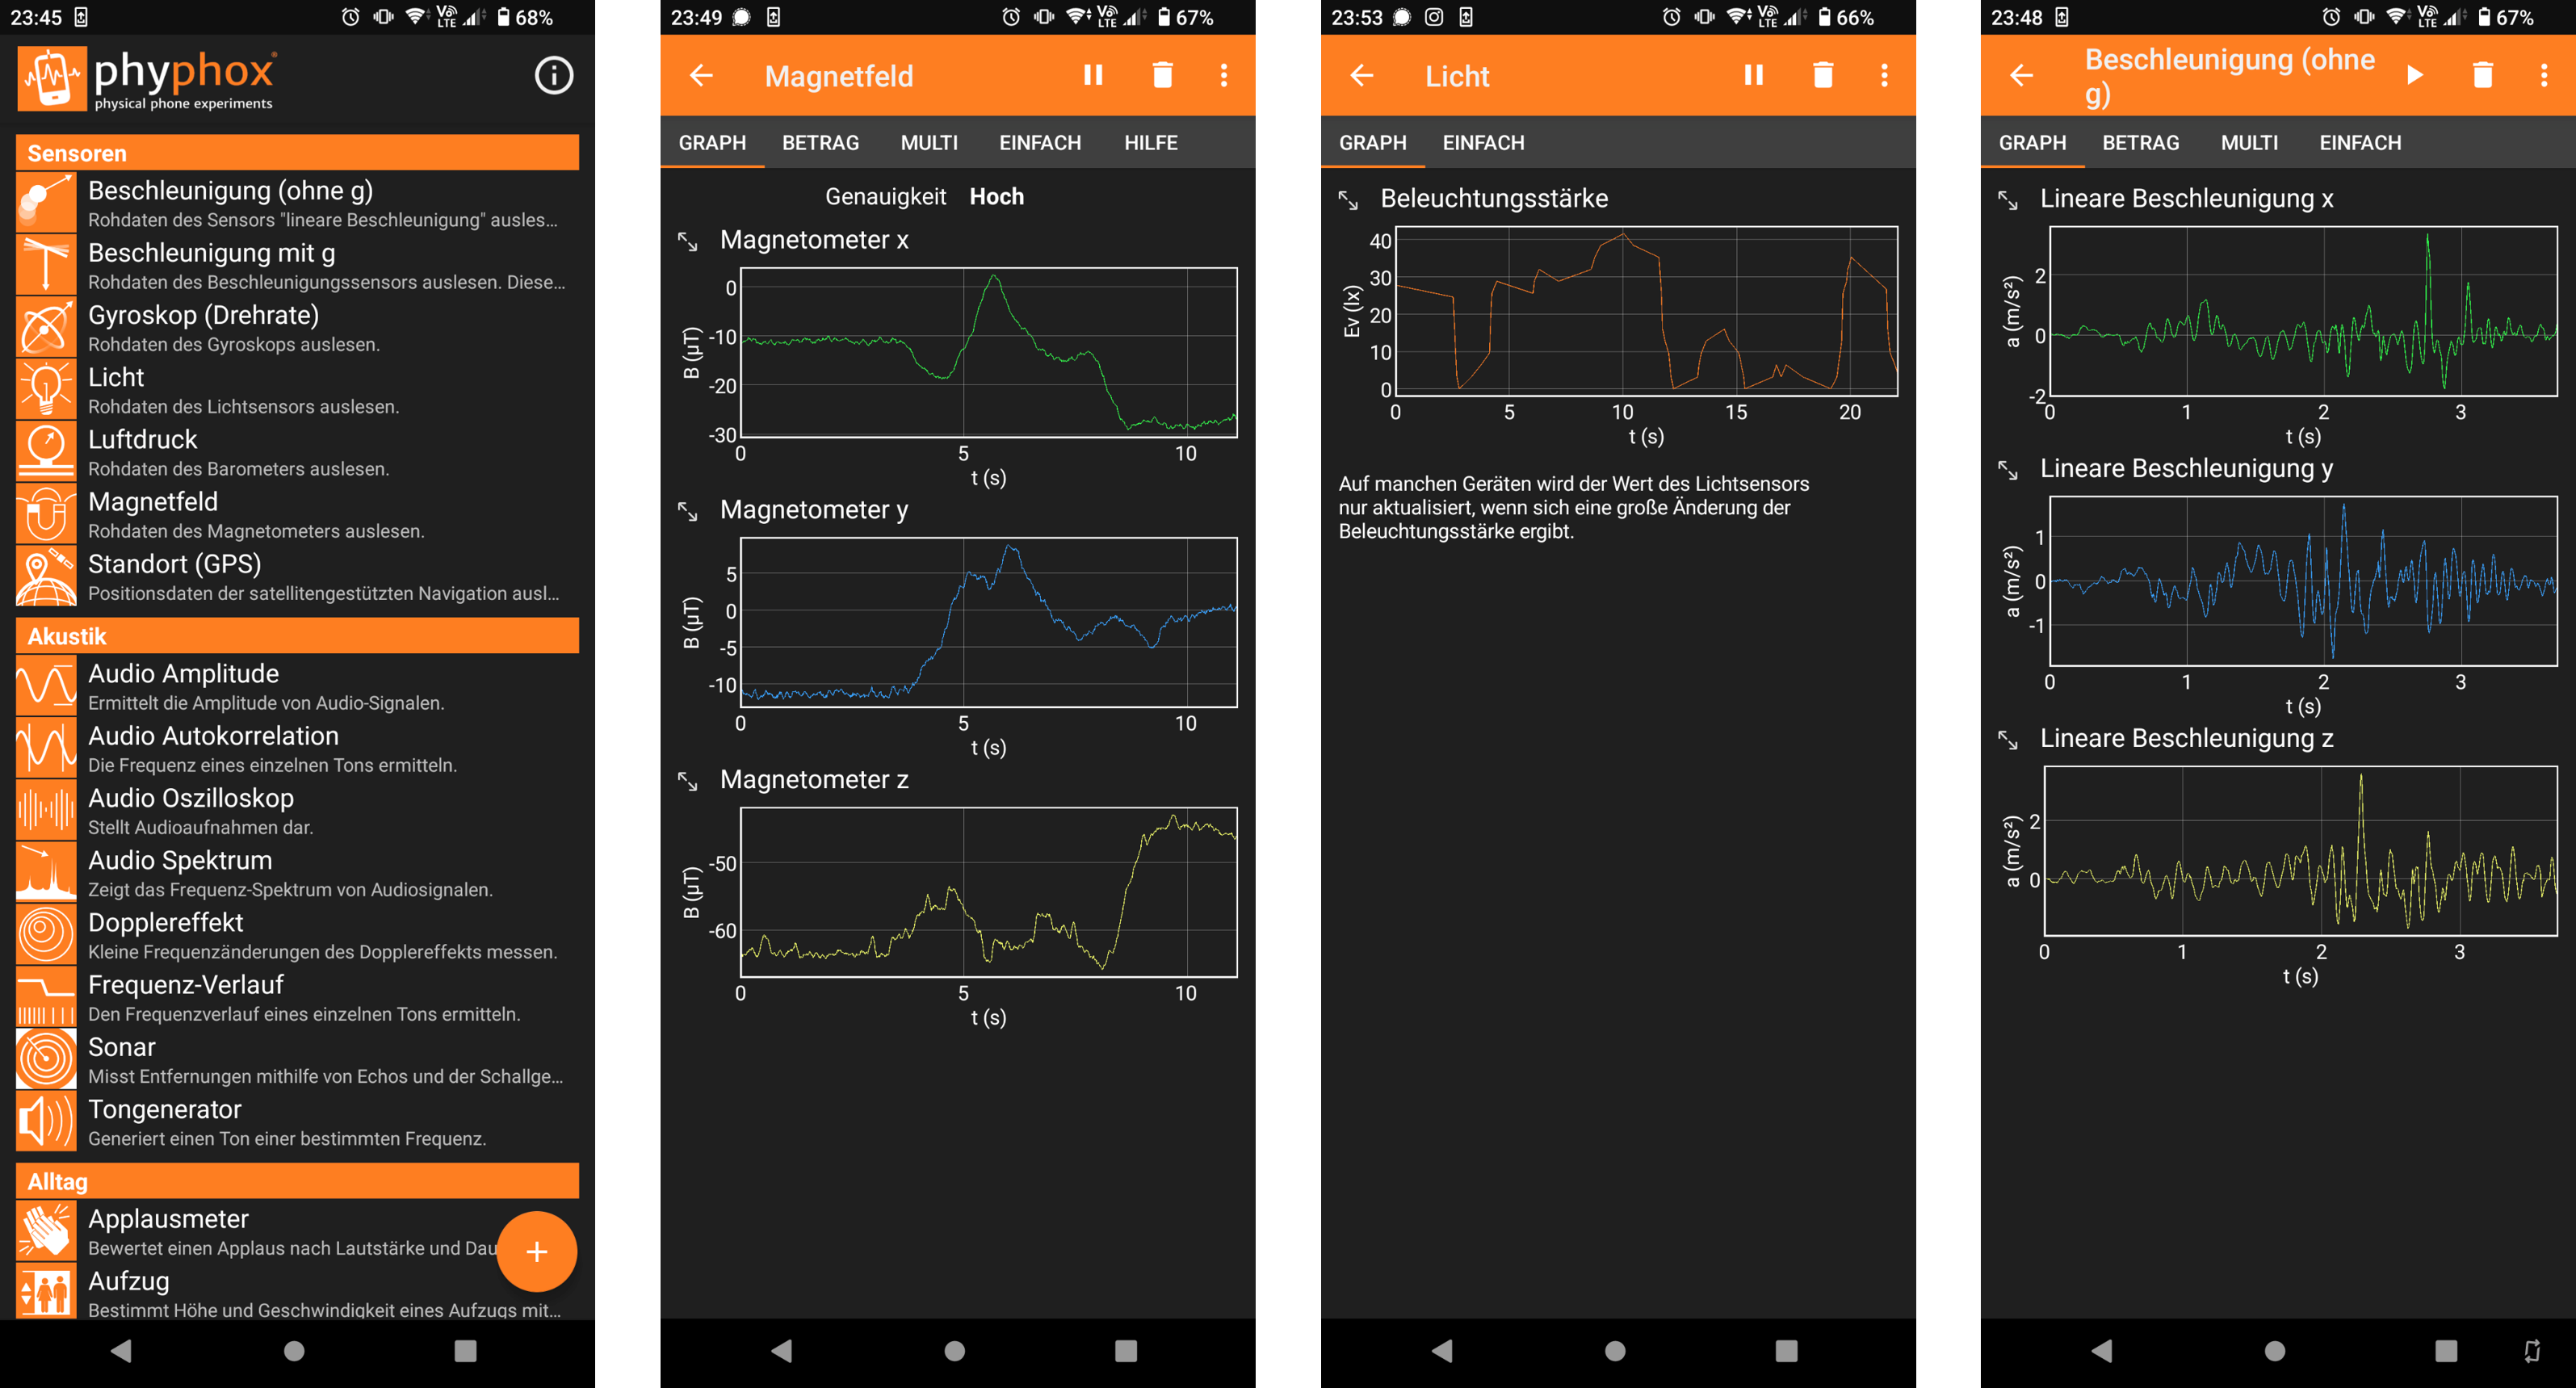 23:45
VoLTE
68%
phyphox
physical phone experiments
Sensoren
Beschleunigung (ohne g)
Rohdaten des Sensors "lineare Beschleunigung" ausles…
Beschleunigung mit g
Rohdaten des Beschleunigungssensors auslesen. Diese…
Gyroskop (Drehrate)
Rohdaten des Gyroskops auslesen.
Licht
Rohdaten des Lichtsensors auslesen.
Luftdruck
Rohdaten des Barometers auslesen.
Magnetfeld
Rohdaten des Magnetometers auslesen.
Standort (GPS)
Positionsdaten der satellitengestützten Navigation ausl…
Akustik
Audio Amplitude
Ermittelt die Amplitude von Audio-Signalen.
Audio Autokorrelation
Die Frequenz eines einzelnen Tons ermitteln.
Audio Oszilloskop
Stellt Audioaufnahmen dar.
Audio Spektrum
Zeigt das Frequenz-Spektrum von Audiosignalen.
Dopplereffekt
Kleine Frequenzänderungen des Dopplereffekts messen.
Frequenz-Verlauf
Den Frequenzverlauf eines einzelnen Tons ermitteln.
Sonar
Misst Entfernungen mithilfe von Echos und der Schallge…
Tongenerator
Generiert einen Ton einer bestimmten Frequenz.
Alltag
Applausmeter
Bewertet einen Applaus nach Lautstärke und Dau
+
Aufzug
Bestimmt Höhe und Geschwindigkeit eines Aufzugs mit…
23:49
VoLTE
67%
Magnetfeld
GRAPH BETRAG MULTI EINFACH HILFE
Genauigkeit Hoch
Magnetometer x
B (µT)
0
-10
-20
-30
0 5 10
t (s)
Magnetometer y
B (µT)
5
0
-5
-10
0 5 10
t (s)
Magnetometer z
B (µT)
-50
-60
0 5 10
t (s)
23:53
VoLTE
66%
Licht
GRAPH EINFACH
Beleuchtungsstärke
Ev (lx)
40
30
20
10
0
0 5 10 15 20
t (s)
Auf manchen Geräten wird der Wert des Lichtsensors
nur aktualisiert, wenn sich eine große Änderung der
Beleuchtungsstärke ergibt.
23:48
VoLTE
67%
Beschleunigung (ohne
g)
GRAPH BETRAG MULTI EINFACH
Lineare Beschleunigung x
a (m/s²)
2
0
-2
0 1 2 3
t (s)
Lineare Beschleunigung y
a (m/s²)
1
0
-1
0 1 2 3
t (s)
Lineare Beschleunigung z
a (m/s²)
2
0
0 1 2 3
t (s)